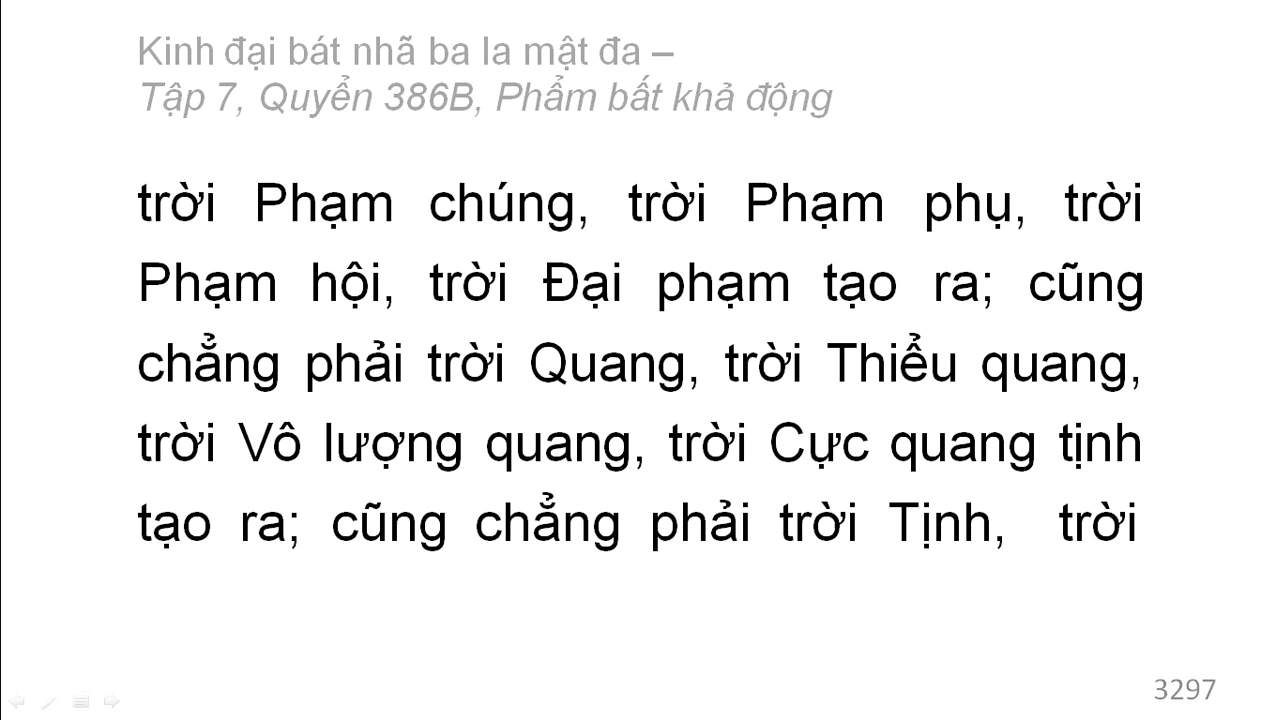 Kinh đại bát nhã ba la mật đa –
Tập 7, Quyển 386B, Phẩm bất khả động
trời Phạm chúng, trời Phạm phụ, trời
Phạm hội, trời Đại phạm tạo ra; cũng
chẳng phải trời Quang, trời Thiểu quang,
trời Vô lượng quang, trời Cực quang tịnh
tạo ra; cũng chẳng phải trời Tịnh, trời
3297